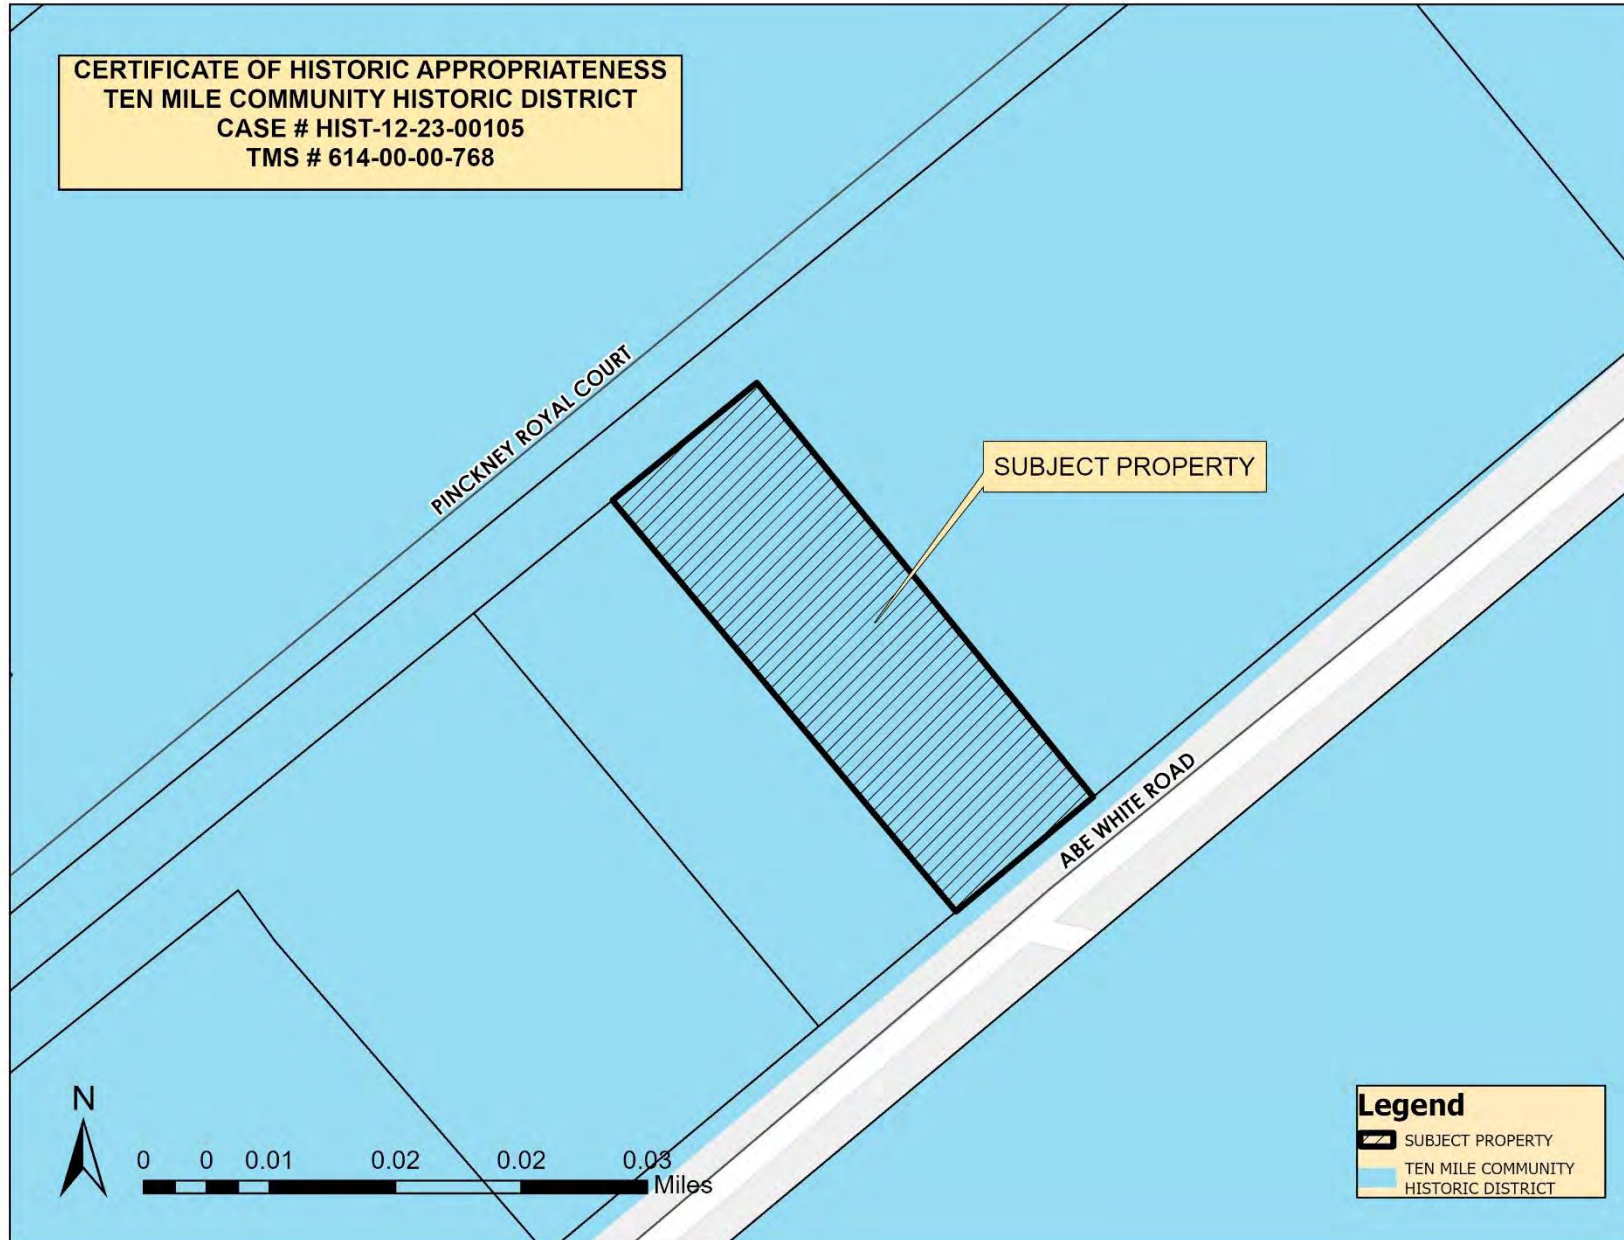 CERTIFICATE OF HISTORIC APPROPRIATENESS
TEN MILE COMMUNITY HISTORIC DISTRICT
CASE # HIST-12-23-00105
TMS # 614-00-00-768
PINCKNEY ROYAL COURT
SUBJECT PROPERTY
ABE WHITE ROAD
N
0 0 0.01 0.02 0.02 0.03
Miles
Legend
SUBJECT PROPERTY
TEN MILE COMMUNITY
HISTORIC DISTRICT